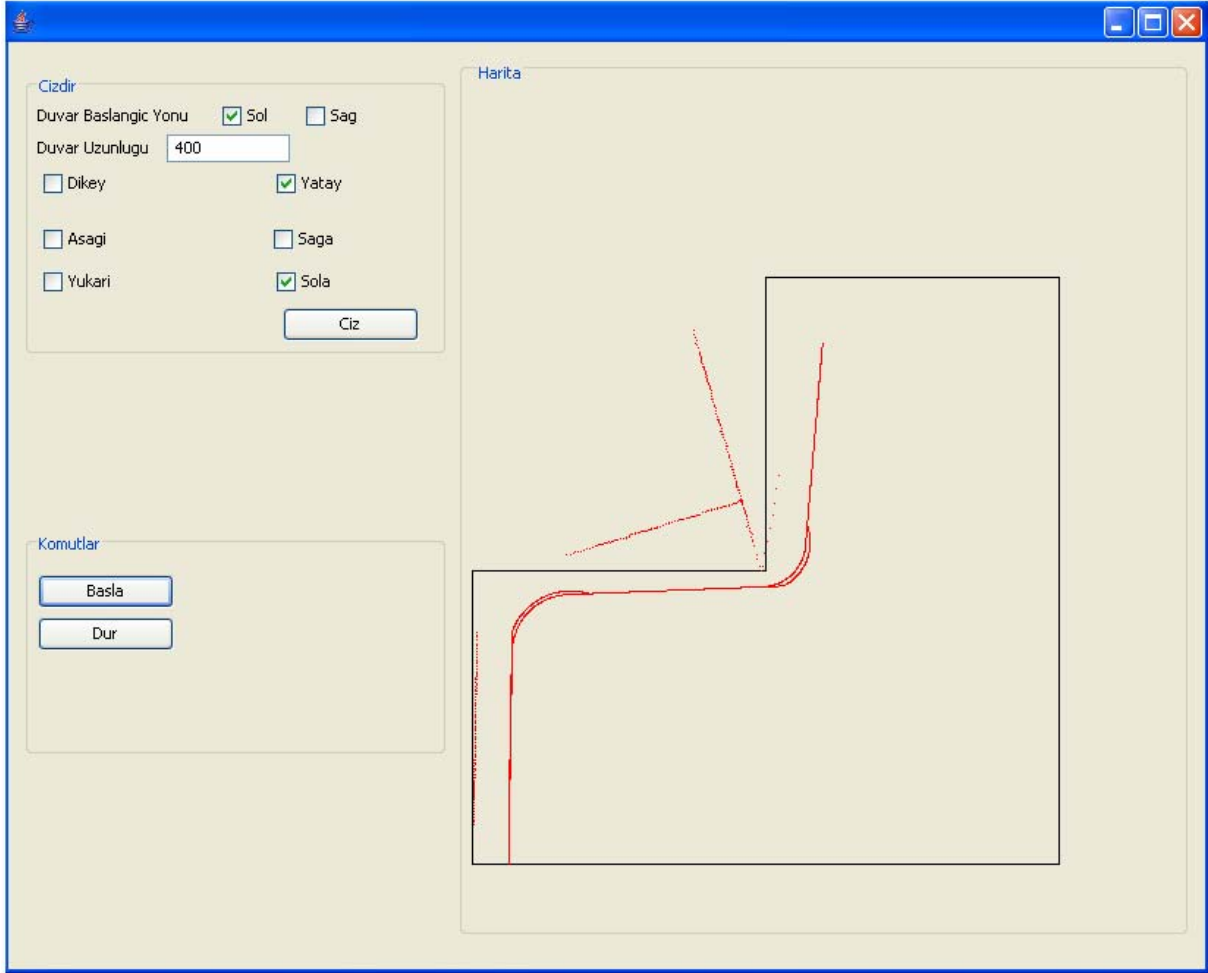 Cizdir
Duvar Baslangic Yonu Sol Sag
Duvar Uzunlugu 400
Dikey Yatay
Asagi Saga
Yukari Sola
Ciz
Komutlar
Basla
Dur
Harita